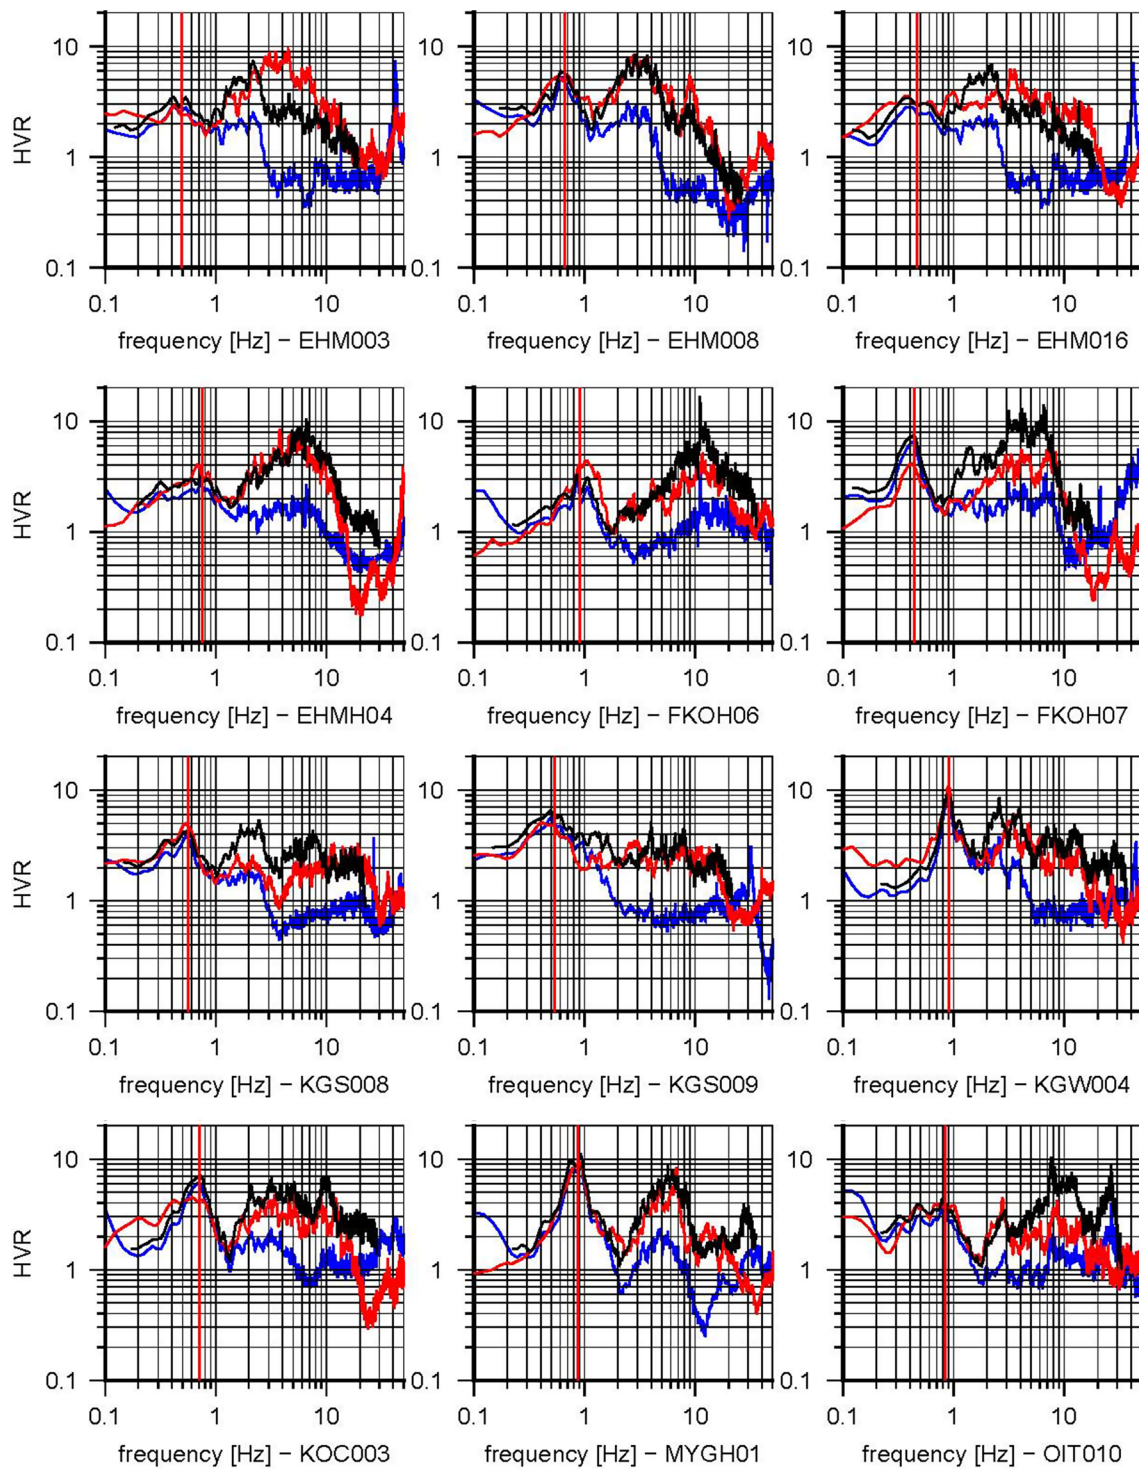 10 10 10
HVR
1 1 1
0.1 0.1 0.1
0.1 1 10 0.1 1 10 0.1 1 10
frequency [Hz] – EHM003 frequency [Hz] – EHM008 frequency [Hz] – EHM016
10 10 10
HVR
1 1 1
0.1 0.1 0.1
0.1 1 10 0.1 1 10 0.1 1 10
frequency [Hz] – EHMH04 frequency [Hz] – FKOH06 frequency [Hz] – FKOH07
10 10 10
HVR
1 1 1
0.1 0.1 0.1
0.1 1 10 0.1 1 10 0.1 1 10
frequency [Hz] – KGS008 frequency [Hz] – KGS009 frequency [Hz] – KGW004
10 10 10
HVR
1 1 1
0.1 0.1 0.1
0.1 1 10 0.1 1 10 0.1 1 10
frequency [Hz] – KOC003 frequency [Hz] – MYGH01 frequency [Hz] – OIT010